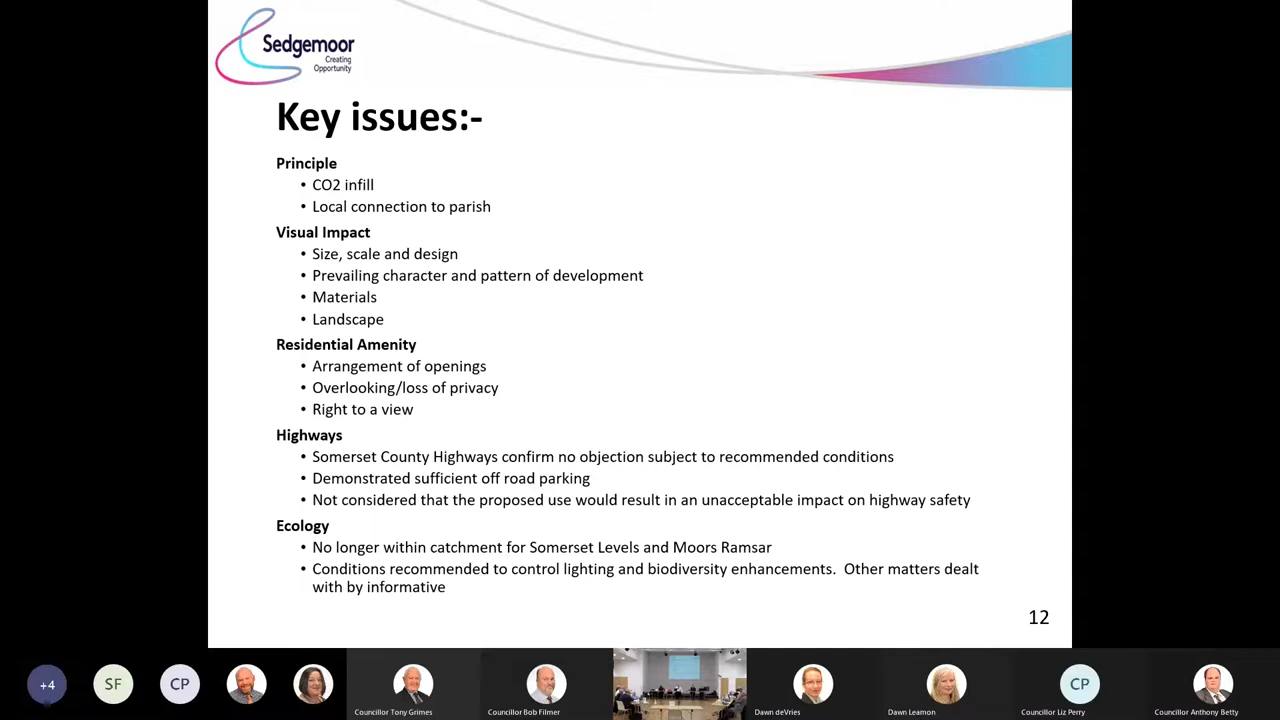 Sedgemoor
Creating
Opportunity
Key issues:-
Principle
• CO2 infill
• Local connection to parish
Visual Impact
• Size, scale and design
• Prevailing character and pattern of development
• Materials
• Landscape
Residential Amenity
• Arrangement of openings
• Overlooking/loss of privacy
• Right to a view
Highways
• Somerset County Highways confirm no objection subject to recommended conditions
• Demonstrated sufficient off road parking
• Not considered that the proposed use would result in an unacceptable impact on highway safety
Ecology
• No longer within catchment for Somerset Levels and Moors Ramsar
• Conditions recommended to control lighting and biodiversity enhancements.  Other matters dealt
with by informative
12
+4
SF
CP
Councillor Tony Grimes
Councillor Bob Filmer
Dawn deVries
Dawn Leamon
CP
Councillor Liz Perry
Councillor Anthony Betty